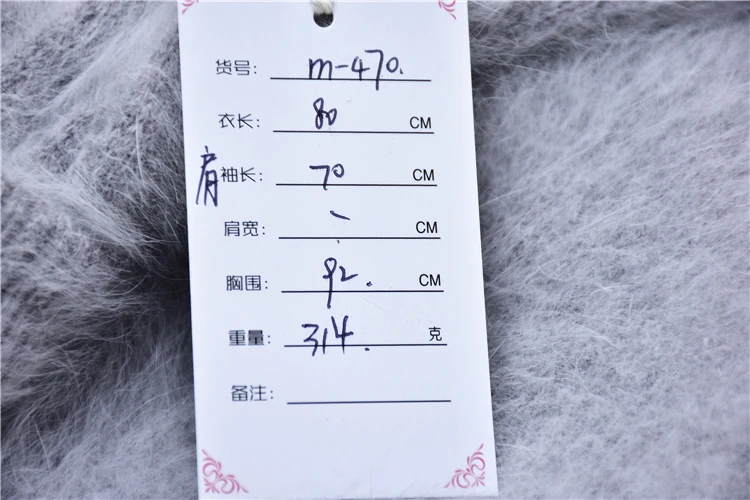 货号: m-470.
衣长: 80 CM
肩袖长: 70 CM
肩宽: CM
胸围: 92. CM
重量: 314. 克
备注: